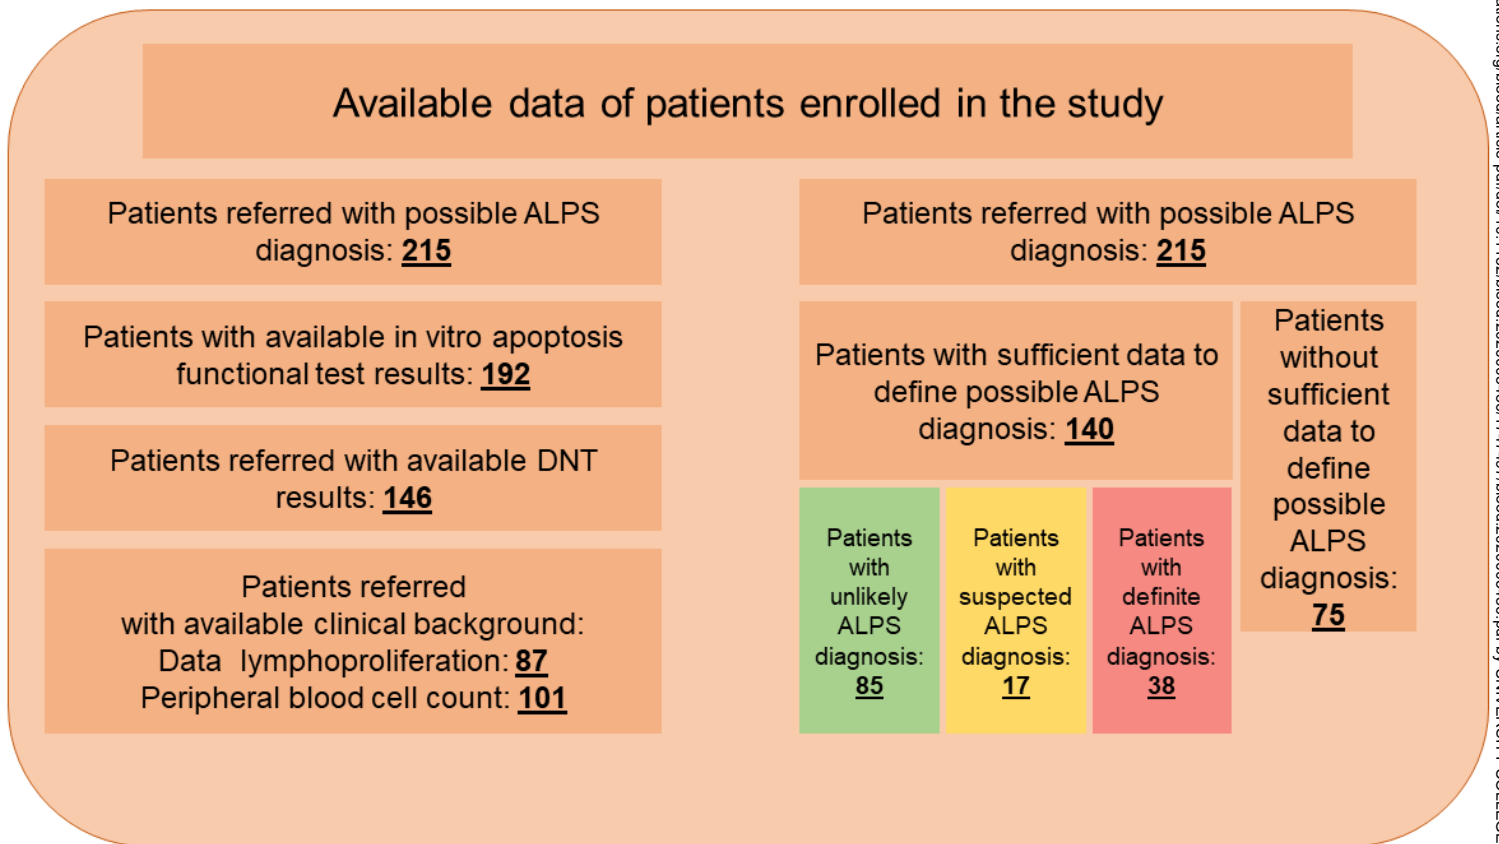 Available data of patients enrolled in the study
Patients referred with possible ALPS
diagnosis: 215
Patients with available in vitro apoptosis
functional test results: 192
Patients referred with available DNT
results: 146
Patients referred
with available clinical background:
Data lymphoproliferation: 87
Peripheral blood cell count: 101
Patients referred with possible ALPS
diagnosis: 215
Patients with sufficient data to
define possible ALPS
diagnosis: 140
Patients
without
sufficient
data to
define
possible
ALPS
diagnosis:
75
Patients
with
unlikely
ALPS
diagnosis:
85
Patients
with
suspected
ALPS
diagnosis:
17
Patients
with
definite
ALPS
diagnosis:
38